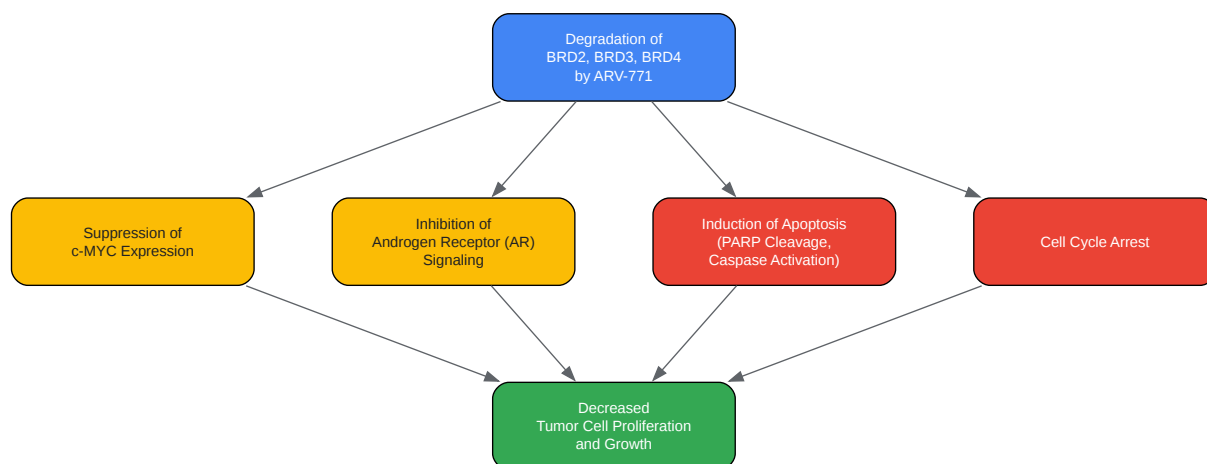 Degradation of
BRD2, BRD3, BRD4
by ARV-771
Suppression of
c-MYC Expression
Inhibition of
Androgen Receptor (AR)
Signaling
Induction of Apoptosis
(PARP Cleavage,
Caspase Activation)
Cell Cycle Arrest
Decreased
Tumor Cell Proliferation
and Growth